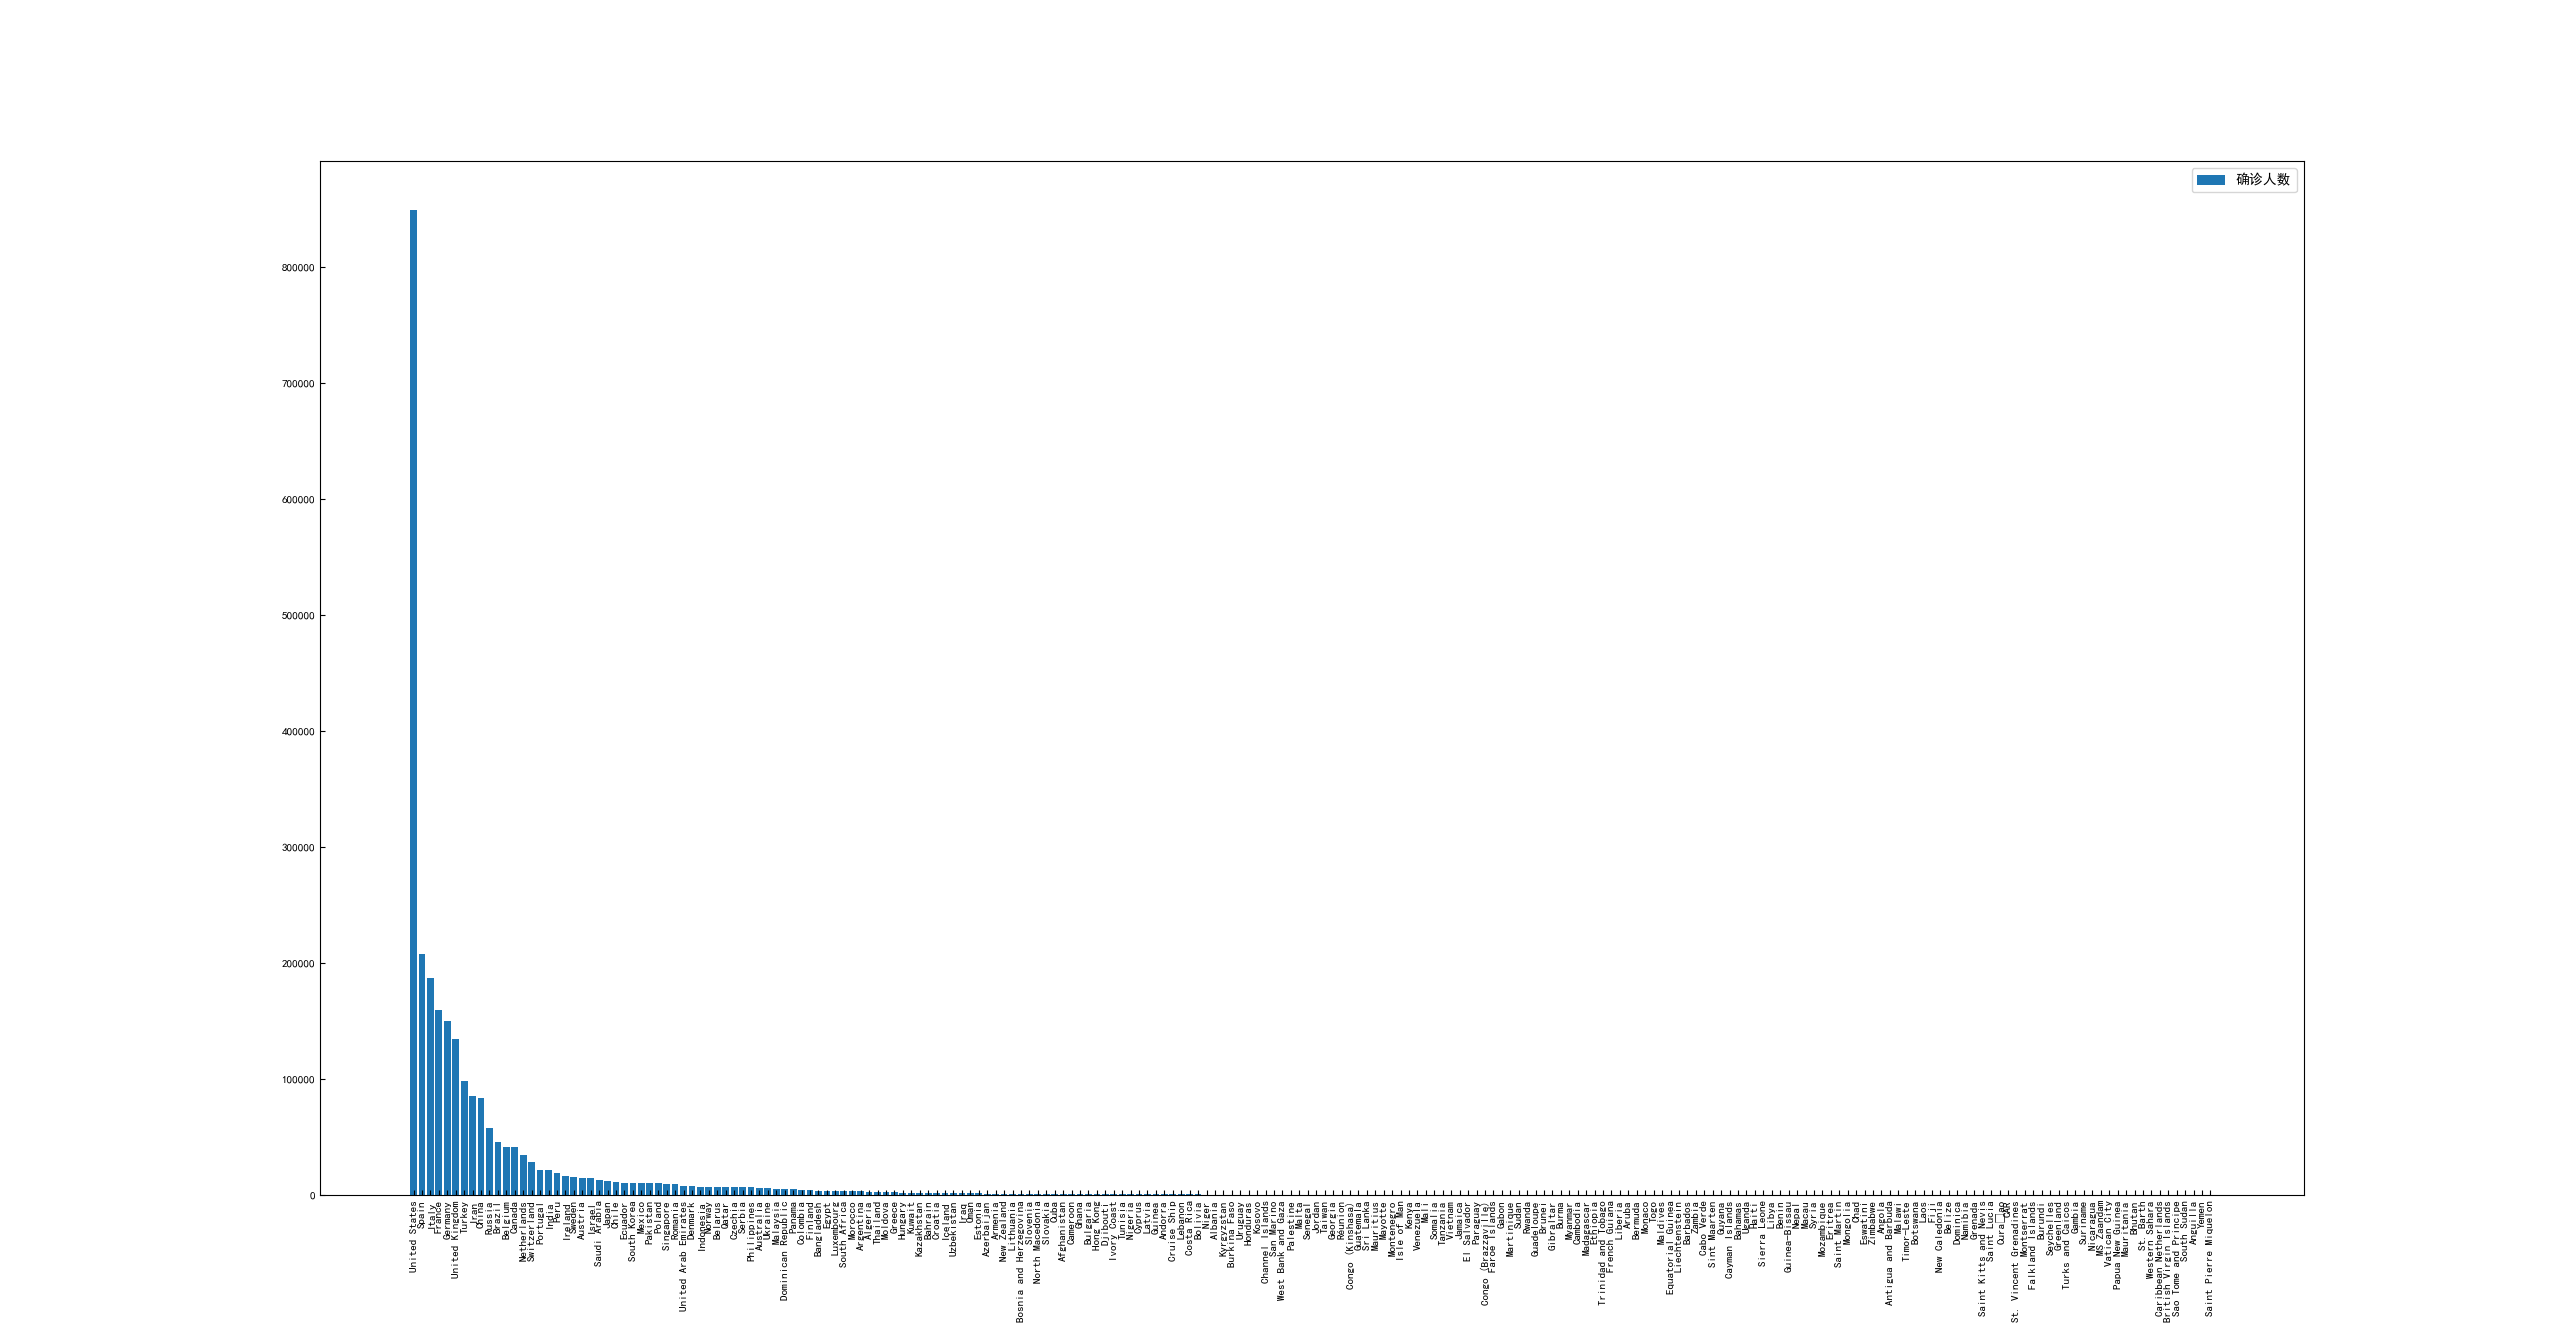 确诊人数
800000
700000
600000
500000
400000
300000
200000
100000
0
United States
Spain
Italy
France
Germany
United Kingdom
Turkey
Iran
China
Russia
Brazil
Belgium
Canada
Netherlands
Switzerland
Portugal
India
Peru
Ireland
Sweden
Austria
Israel
Saudi Arabia
Japan
Chile
Ecuador
South Korea
Mexico
Pakistan
Poland
Singapore
Romania
United Arab Emirates
Denmark
Indonesia
Norway
Belarus
Qatar
Czechia
Serbia
Philippines
Australia
Ukraine
Malaysia
Dominican Republic
Panama
Colombia
Finland
Bangladesh
Egypt
Luxembourg
South Africa
Morocco
Argentina
Algeria
Thailand
Moldova
Greece
Hungary
Kuwait
Kazakhstan
Bahrain
Croatia
Iceland
Uzbekistan
Iraq
Oman
Estonia
Azerbaijan
Armenia
New Zealand
Lithuania
Bosnia and Herzegovina
Slovenia
North Macedonia
Slovakia
Cuba
Afghanistan
Cameroon
Ghana
Bulgaria
Hong Kong
Djibouti
Ivory Coast
Tunisia
Nigeria
Cyprus
Latvia
Guinea
Andorra
Cruise Ship
Lebanon
Costa Rica
Bolivia
Niger
Albania
Kyrgyzstan
Burkina Faso
Uruguay
Honduras
Kosovo
Channel Islands
San Marino
West Bank and Gaza
Palestine
Malta
Senegal
Jordan
Taiwan
Georgia
Réunion
Congo (Kinshasa)
Guatemala
Sri Lanka
Mauritius
Mayotte
Montenegro
Isle of Man
Kenya
Venezuela
Mali
Somalia
Tanzania
Vietnam
Jamaica
El Salvador
Paraguay
Congo (Brazzaville)
Faroe Islands
Gabon
Martinique
Sudan
Rwanda
Guadeloupe
Brunei
Gibraltar
Burma
Myanmar
Cambodia
Madagascar
Ethiopia
Trinidad and Tobago
French Guiana
Liberia
Aruba
Bermuda
Monaco
Togo
Maldives
Equatorial Guinea
Liechtenstein
Barbados
Zambia
Cabo Verde
Sint Maarten
Guyana
Cayman Islands
Bahamas
Uganda
Haiti
Sierra Leone
Libya
Benin
Guinea-Bissau
Nepal
Macau
Syria
Mozambique
Eritrea
Saint Martin
Mongolia
Chad
Eswatini
Zimbabwe
Angola
Antigua and Barbuda
Malawi
Timor-Leste
Botswana
Laos
Fiji
New Caledonia
Belize
Dominica
Namibia
Grenada
Saint Kitts and Nevis
Saint Lucia
CAR
St. Vincent Grenadines
Montserrat
Falkland Islands
Burundi
Seychelles
Greenland
Turks and Caicos
Gambia
Suriname
Nicaragua
MS Zaandam
Vatican City
Papua New Guinea
Mauritania
Bhutan
St. Barth
Western Sahara
Caribbean Netherlands
British Virgin Islands
Sao Tome and Principe
South Sudan
Anguilla
Yemen
Saint Pierre Miquelon